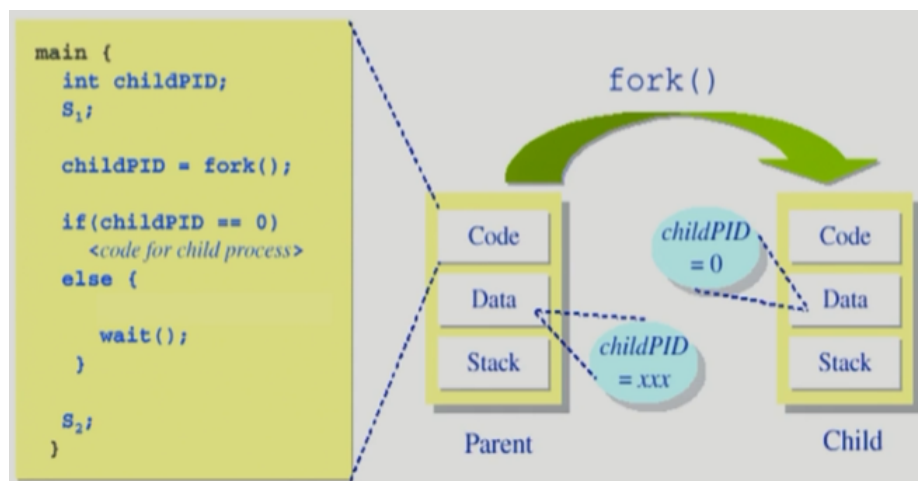 main {
int childPID;
S₁;
childPID = fork();
if(childPID == 0)
<code for child process>
else {
wait();
}
S₂;
}
fork()
Code
Data
Stack
Parent
childPID
= xxx
childPID
= 0
Code
Data
Stack
Child